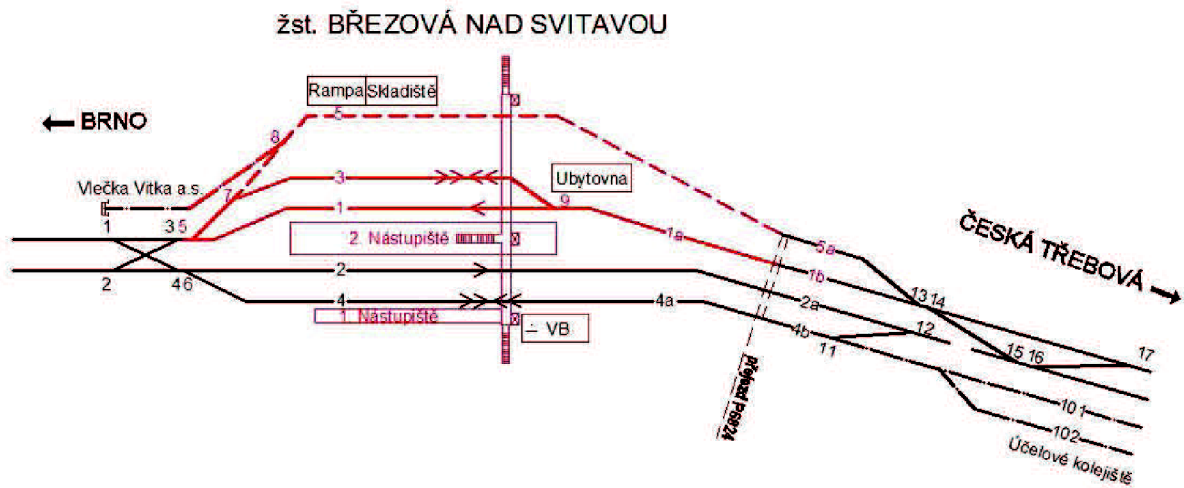 žst. BŘEZOVÁ NAD SVITAVOU
Rampa Skladiště
BRNO
5
8
Vlečka Vitka a.s.
7
3
Ubytovna
9
1
1 3 5
2. Nástupiště
1a
5a
ČESKÁ TŘEBOVÁ
1b
2
2 4 6
2a
13 14
4
4a
1. Nástupiště
VB
4b
11
12
15 16
17
přejezd P6824
101
102
Účelové kolejiště